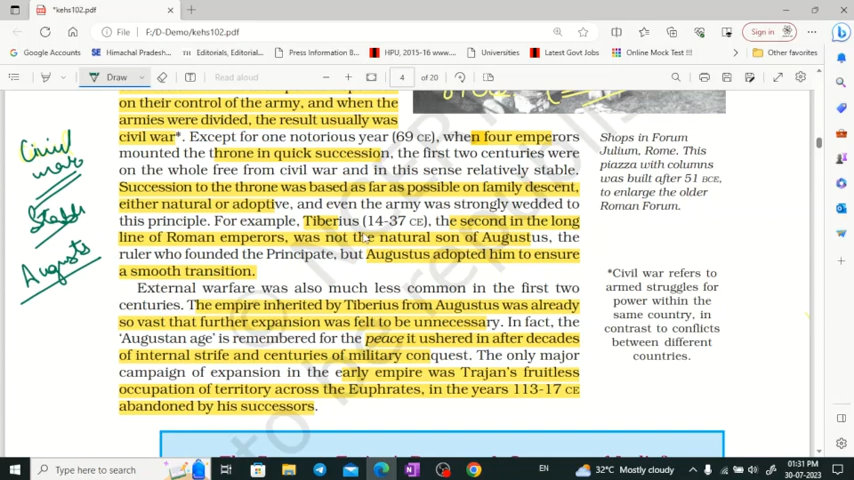 *kehs102.pdf
File
F:/D-Demo/kehs102.pdf
Sign in
Google Accounts
Himachal Pradesh...
Editorials, Editorial...
Press Information B...
HPU, 2015-16 www....
Universities
Latest Govt Jobs
Online Mock Test !!!
Other favorites
Draw
Read aloud
4
of 20
on their control of the army, and when the
armies were divided, the result usually was
civil war*. Except for one notorious year (69 CE), when four emperors
mounted the throne in quick succession, the first two centuries were
on the whole free from civil war and in this sense relatively stable.
Succession to the throne was based as far as possible on family descent,
either natural or adoptive, and even the army was strongly wedded to
this principle. For example, Tiberius (14-37 CE), the second in the long
line of Roman emperors, was not the natural son of Augustus, the
ruler who founded the Principate, but Augustus adopted him to ensure
a smooth transition.
External warfare was also much less common in the first two
centuries. The empire inherited by Tiberius from Augustus was already
so vast that further expansion was felt to be unnecessary. In fact, the
'Augustan age' is remembered for the peace it ushered in after decades
of internal strife and centuries of military conquest. The only major
campaign of expansion in the early empire was Trajan's fruitless
occupation of territory across the Euphrates, in the years 113-17 CE
abandoned by his successors.
Civil
war
Shops in Forum
Julium, Rome. This
piazza with columns
was built after 51 BCE,
to enlarge the older
Roman Forum.
*Civil war refers to
armed struggles for
power within the
same country, in
contrast to conflicts
between different
countries.
Type here to search
EN
32°C Mostly cloudy
01:31 PM
30-07-2023